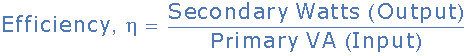 Efficiency, η = Secondary Watts (Output)
Primary VA (Input)